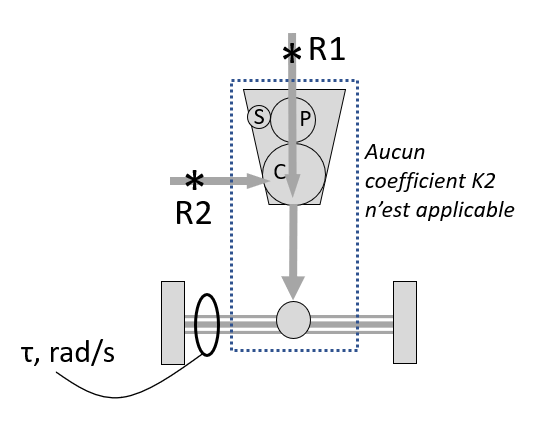 * R1
S
P
C
Aucun
coefficient K2
n'est applicable
*
R2
τ, rad/s